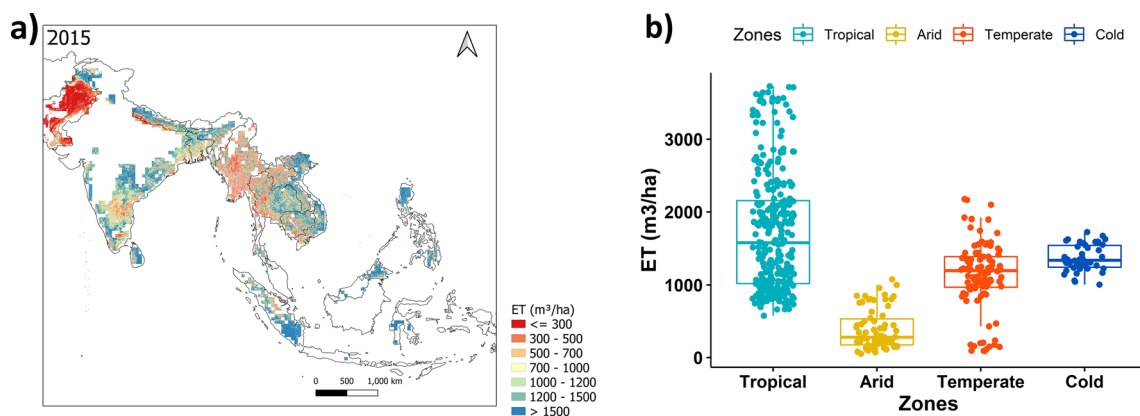 a)
2015
ET (m³/ha)
<= 300
300 - 500
500 - 700
700 - 1000
1000 - 1200
1200 - 1500
> 1500
0 500 1,000 km
b)
Zones Tropical Arid Temperate Cold
ET (m3/ha)
3000
2000
1000
0
Tropical Arid Temperate Cold
Zones